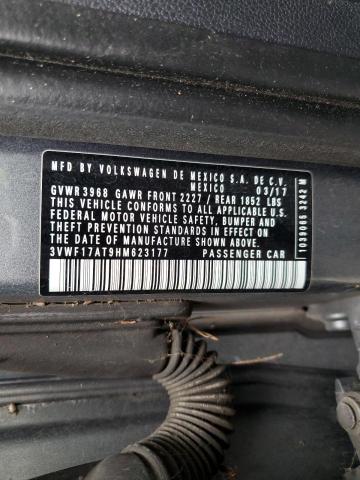 MFD BY VOLKSWAGEN DE MEXICO S.A. DE C.V.
MEXICO 03/17
GVWR 3968 GAWR FRONT 2227 / REAR 1852 LBS
THIS VEHICLE CONFORMS TO ALL APPLICABLE U.S.
FEDERAL MOTOR VEHICLE SAFETY, BUMPER AND
THEFT PREVENTION STANDARDS IN EFFECT ON
THE DATE OF MANUFACTURE SHOWN ABOVE.
3VWF17AT9HM623177 PASSENGER CAR
1039065 3242 M